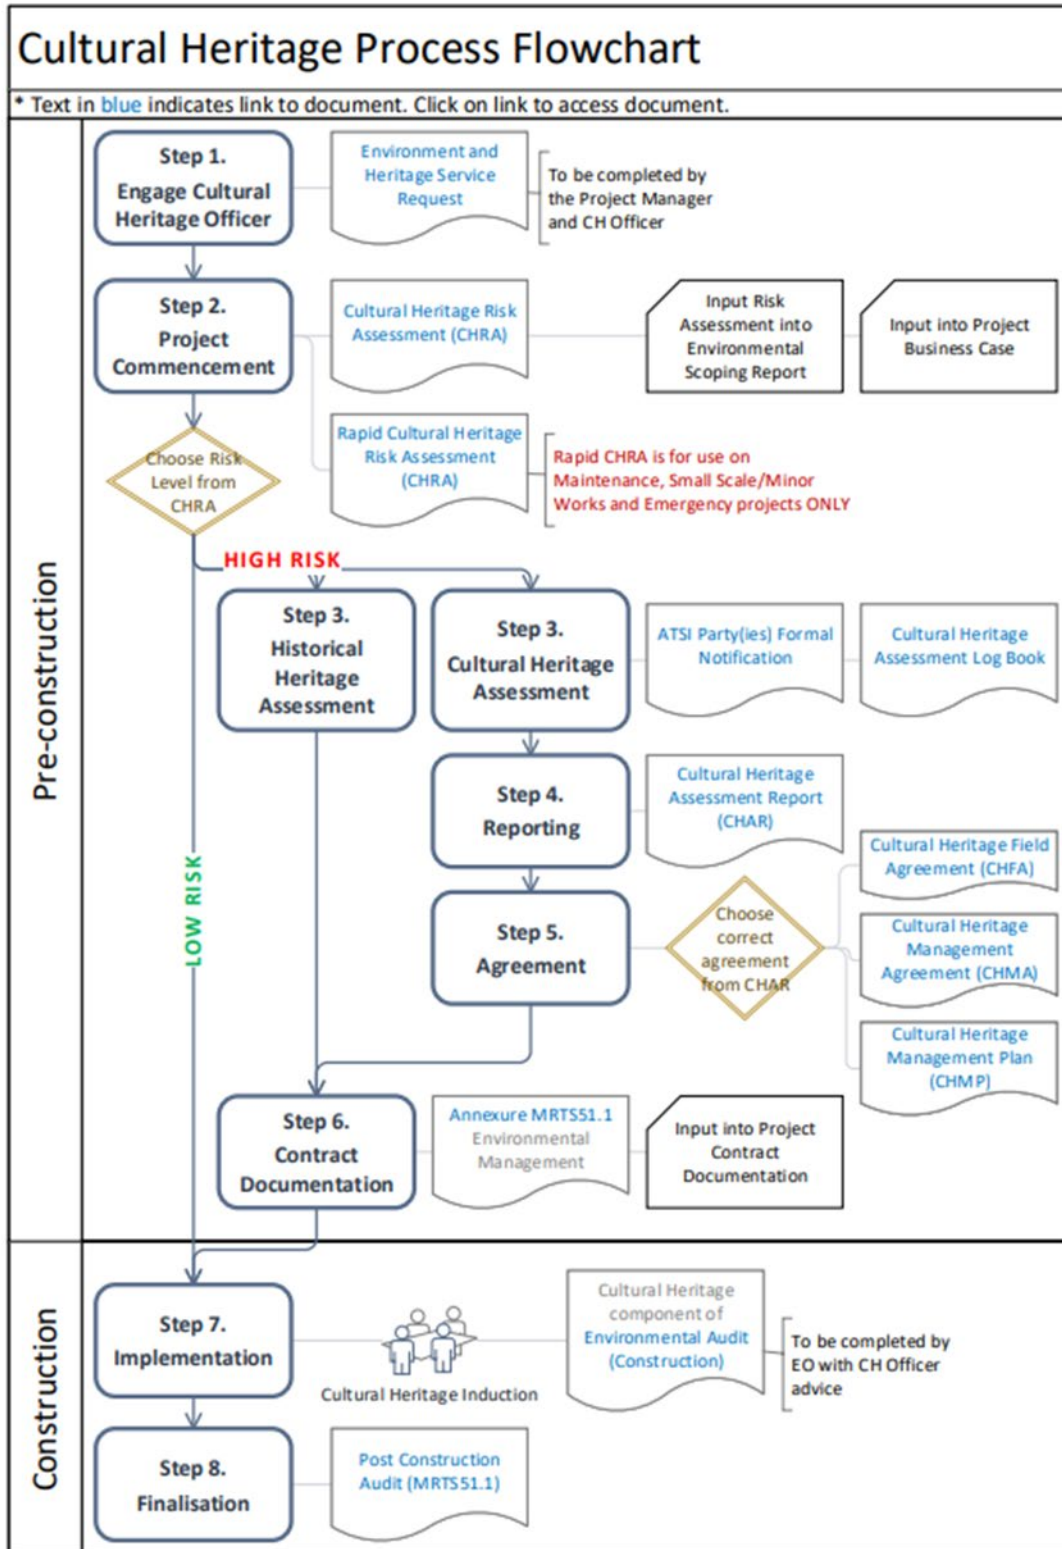 Cultural Heritage Process Flowchart
* Text in blue indicates link to document. Click on link to access document.
Pre-construction
Step 1.
Engage Cultural
Heritage Officer
Environment and
Heritage Service
Request
To be completed by
the Project Manager
and CH Officer
Step 2.
Project
Commencement
Cultural Heritage Risk
Assessment (CHRA)
Input Risk
Assessment into
Environmental
Scoping Report
Input into Project
Business Case
Choose Risk
Level from
CHRA
Rapid Cultural Heritage
Risk Assessment
(CHRA)
Rapid CHRA is for use on
Maintenance, Small Scale/Minor
Works and Emergency projects ONLY
HIGH RISK
LOW RISK
Step 3.
Historical
Heritage
Assessment
Step 3.
Cultural Heritage
Assessment
ATSI Party(ies) Formal
Notification
Cultural Heritage
Assessment Log Book
Step 4.
Reporting
Cultural Heritage
Assessment Report
(CHAR)
Step 5.
Agreement
Choose
correct
agreement
from CHAR
Cultural Heritage Field
Agreement (CHFA)
Cultural Heritage
Management
Agreement (CHMA)
Cultural Heritage
Management Plan
(CHMP)
Step 6.
Contract
Documentation
Annexure MRTS51.1
Environmental
Management
Input into Project
Contract
Documentation
Construction
Step 7.
Implementation
Cultural Heritage Induction
Cultural Heritage
component of
Environmental Audit
(Construction)
To be completed by
EO with CH Officer
advice
Step 8.
Finalisation
Post Construction
Audit (MRTS51.1)